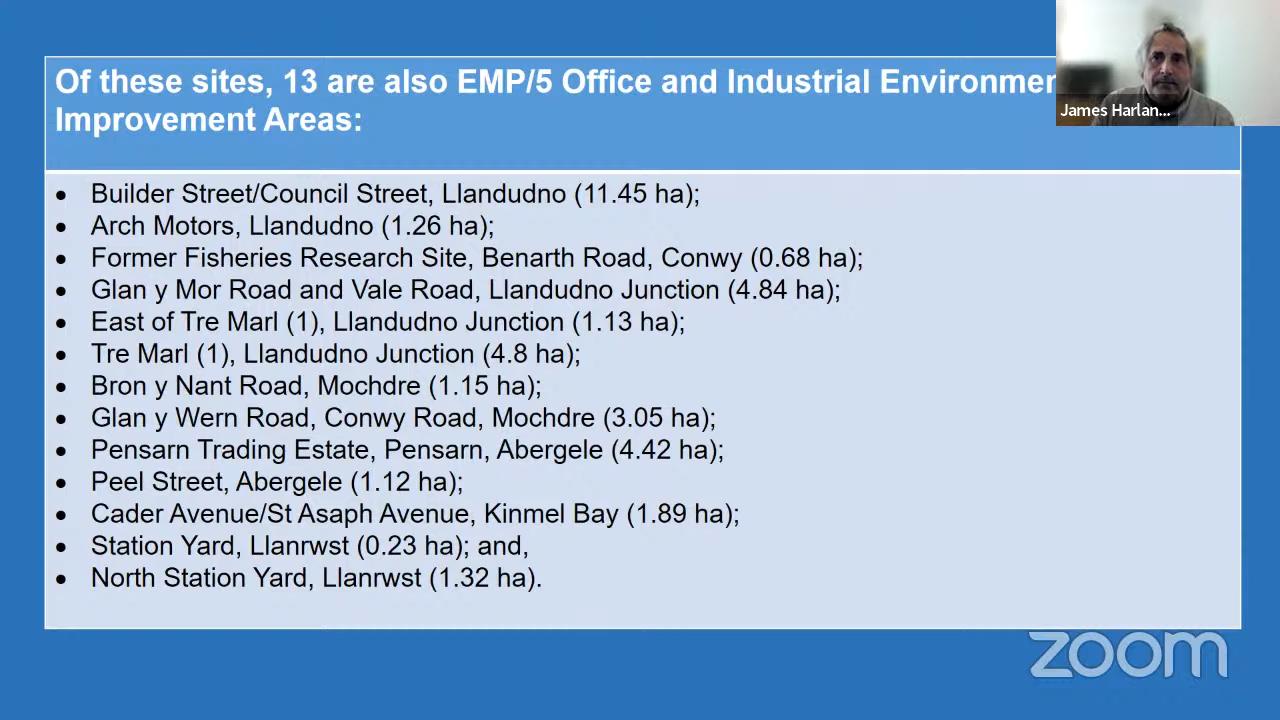 Of these sites, 13 are also EMP/5 Office and Industrial Environme
Improvement Areas:
James Harlan...
• Builder Street/Council Street, Llandudno (11.45 ha);
• Arch Motors, Llandudno (1.26 ha);
• Former Fisheries Research Site, Benarth Road, Conwy (0.68 ha);
• Glan y Mor Road and Vale Road, Llandudno Junction (4.84 ha);
• East of Tre Marl (1), Llandudno Junction (1.13 ha);
• Tre Marl (1), Llandudno Junction (4.8 ha);
• Bron y Nant Road, Mochdre (1.15 ha);
• Glan y Wern Road, Conwy Road, Mochdre (3.05 ha);
• Pensarn Trading Estate, Pensarn, Abergele (4.42 ha);
• Peel Street, Abergele (1.12 ha);
• Cader Avenue/St Asaph Avenue, Kinmel Bay (1.89 ha);
• Station Yard, Llanrwst (0.23 ha); and,
• North Station Yard, Llanrwst (1.32 ha).
zoom